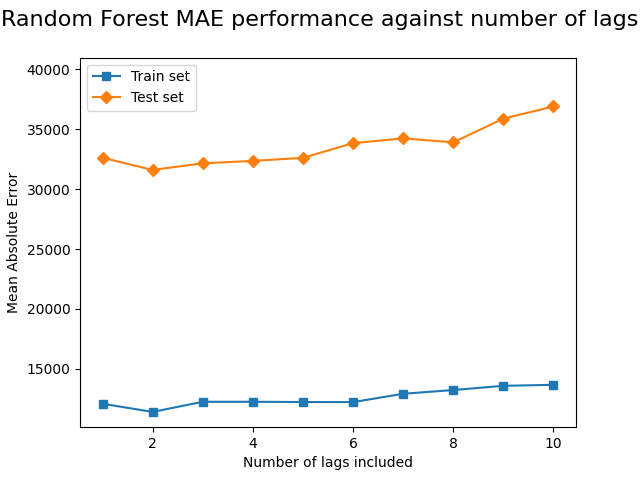 Random Forest MAE performance against number of lags
Train set
Test set
Mean Absolute Error
40000
35000
30000
25000
20000
15000
2 4 6 8 10
Number of lags included